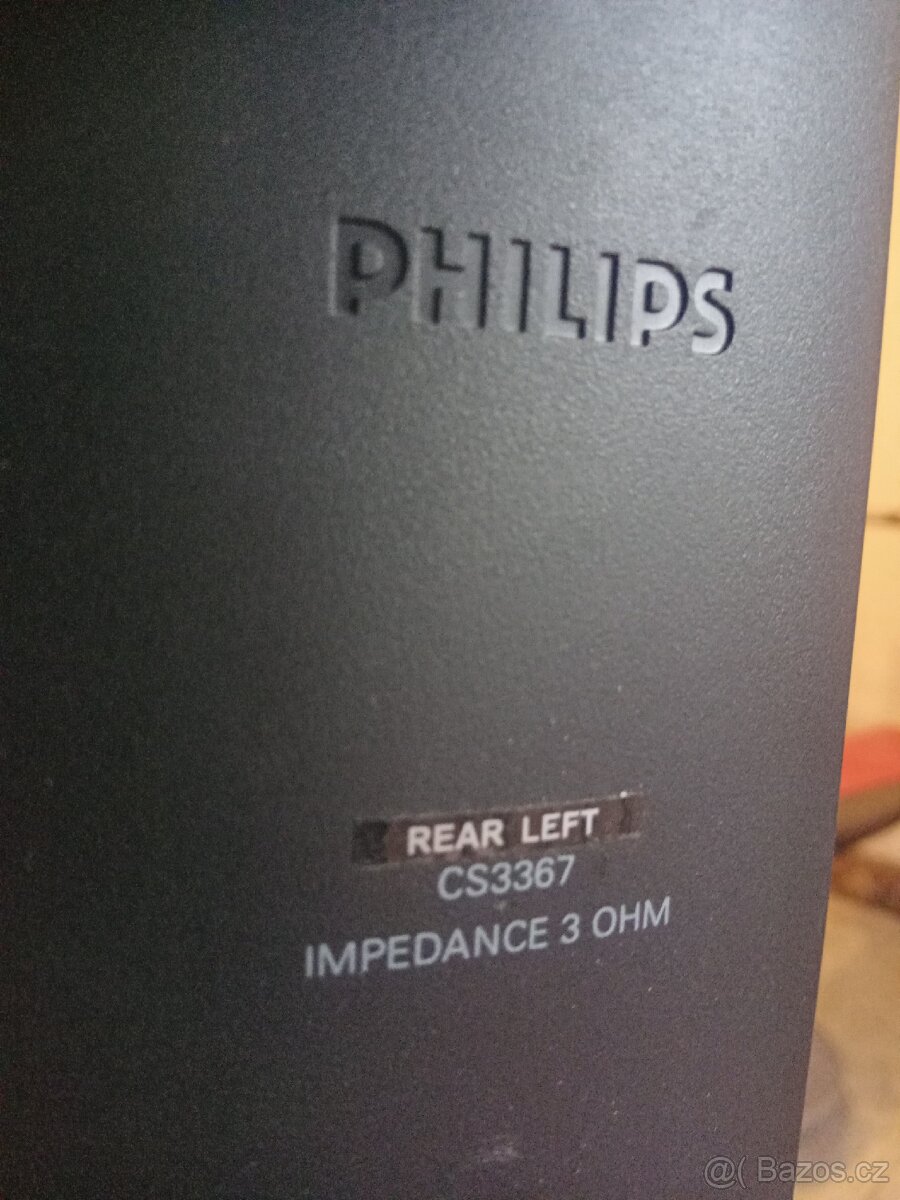 PHILIPS
REAR LEFT
CS3367
IMPEDANCE 3 OHM
@( Bazos.cz